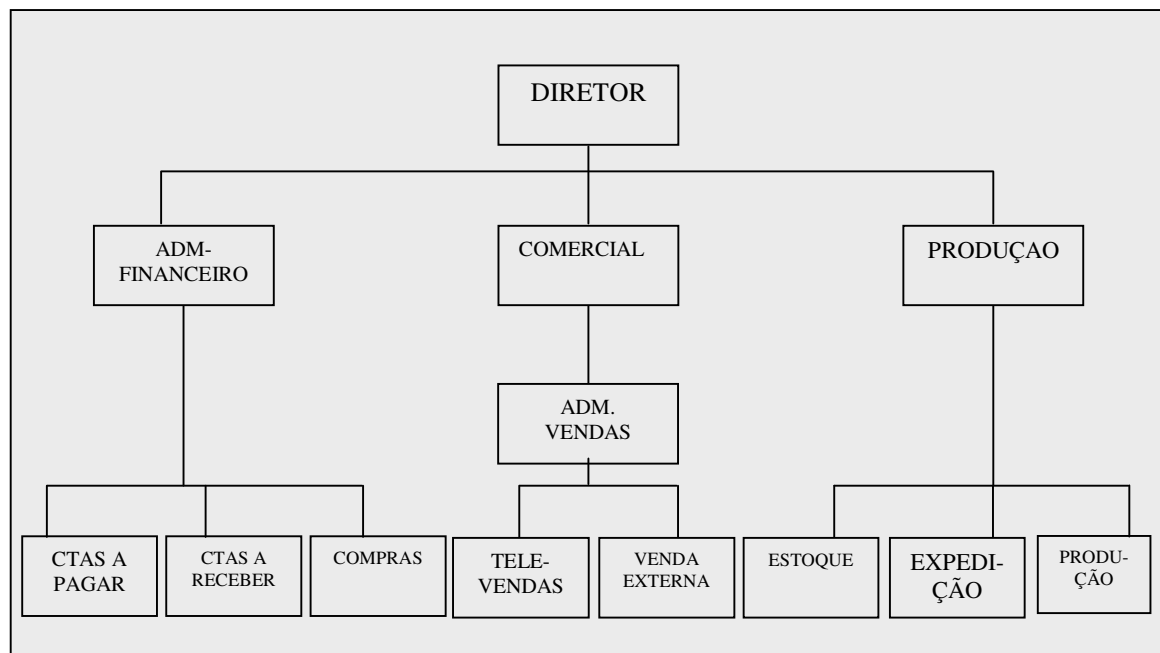 DIRETOR
ADM-
FINANCEIRO
COMERCIAL
PRODUÇAO
ADM.
VENDAS
CTAS A
PAGAR
CTAS A
RECEBER
COMPRAS
TELE-
VENDAS
VENDA
EXTERNA
ESTOQUE
EXPEDI-
ÇÃO
PRODU-
ÇÃO